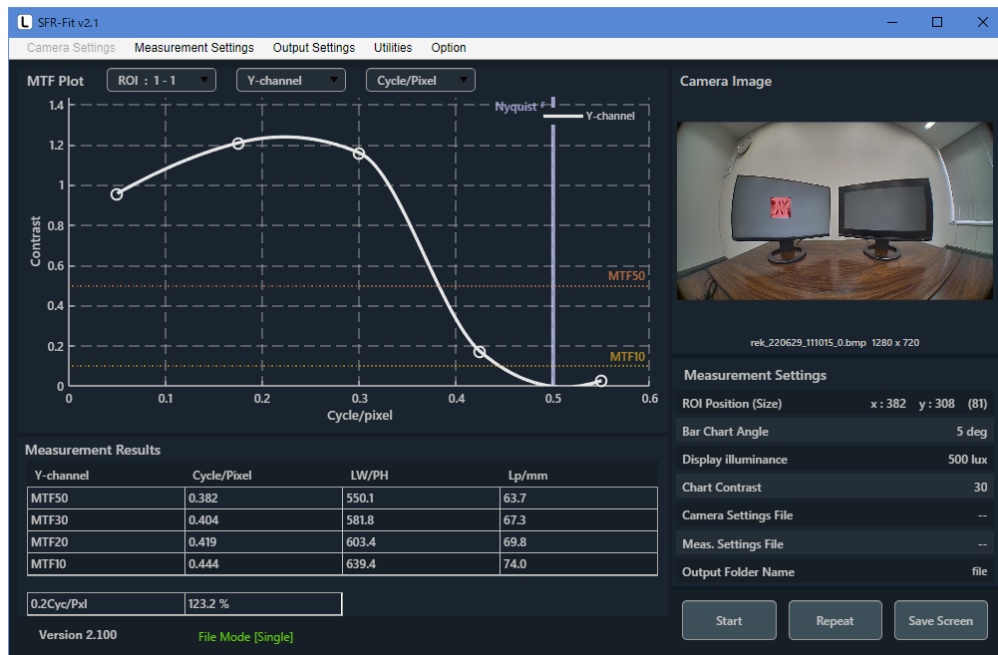 L SFR-Fit v2.1
Camera Settings Measurement Settings Output Settings Utilities Option
MTF Plot ROI : 1 - 1 Y-channel Cycle/Pixel
Camera Image
Nyquist f
Y-channel
1.4
1.2
1
0.8
0.6
0.4
0.2
0
Contrast
MTF50
MTF10
0 0.1 0.2 0.3 0.4 0.5 0.6
Cycle/pixel
rek_220629_111015_0.bmp 1280 x 720
Measurement Settings
ROI Position (Size) x : 382 y : 308 (81)
Bar Chart Angle 5 deg
Display illuminance 500 lux
Chart Contrast 30
Camera Settings File --
Meas. Settings File --
Output Folder Name file
Measurement Results
Y-channel Cycle/Pixel LW/PH Lp/mm
MTF50 0.382 550.1 63.7
MTF30 0.404 581.8 67.3
MTF20 0.419 603.4 69.8
MTF10 0.444 639.4 74.0
0.2Cyc/Pxl 123.2 %
Version 2.100 File Mode [Single]
Start Repeat Save Screen